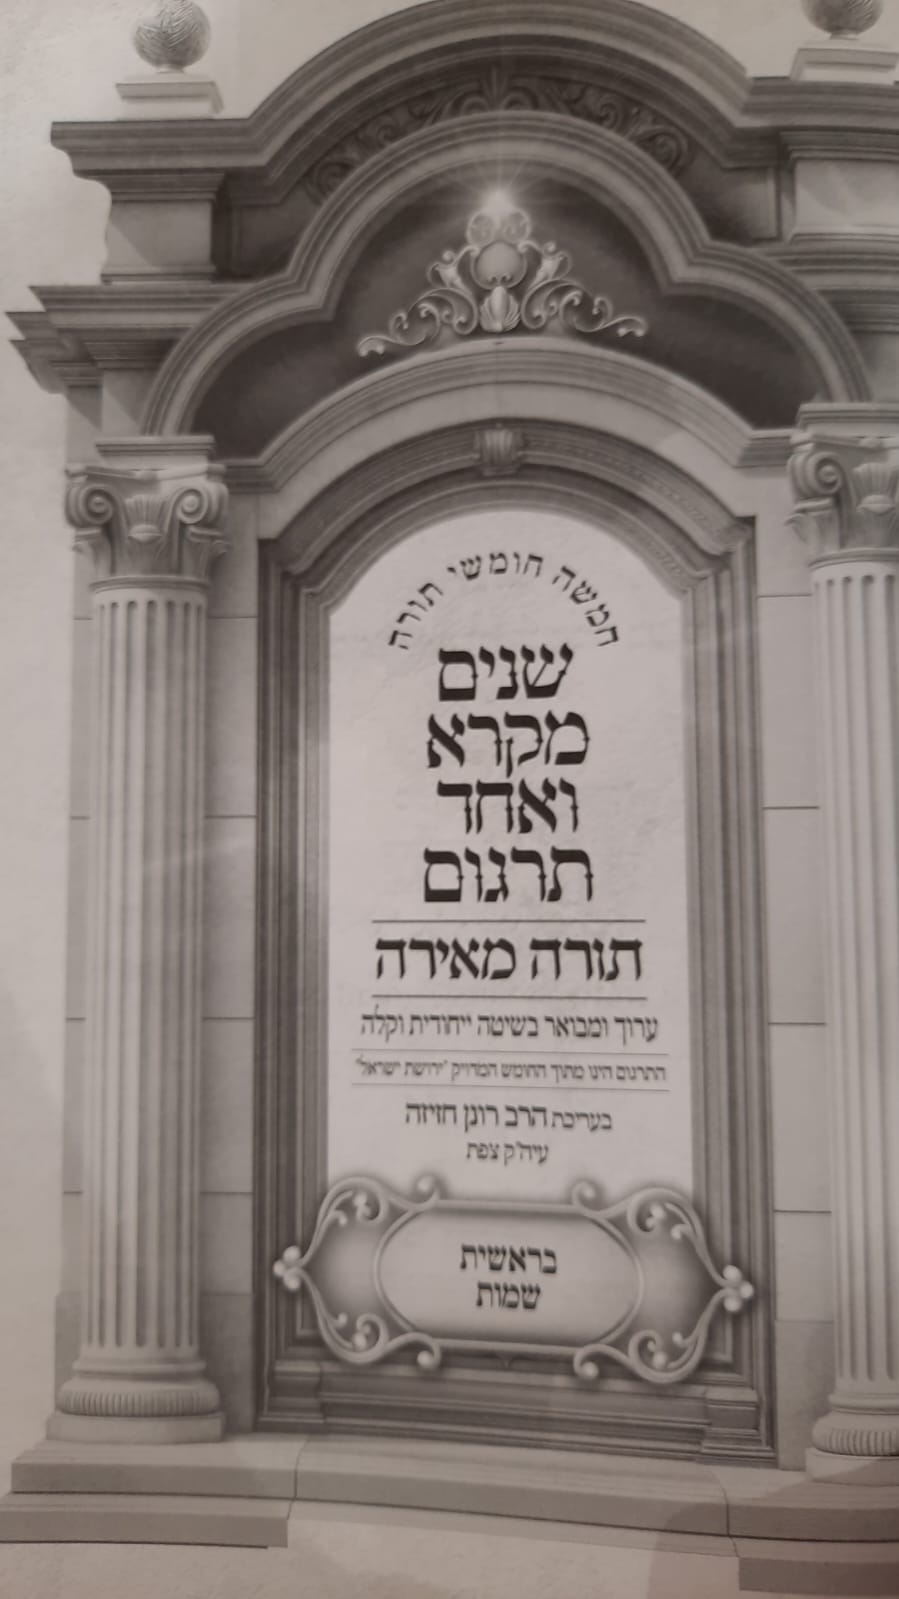 חמשה חומשי תורה
שנים
מקרא
ואחד
תרגום
תורה מאירה
ערוך ומבואר בשיטה ייחודית וקלה
התרגום הינו מתוך החומש המדויק "ירושת ישראל"
בעריכת הרב רונן חזיזה
עיה"ק צפת
בראשית
שמות